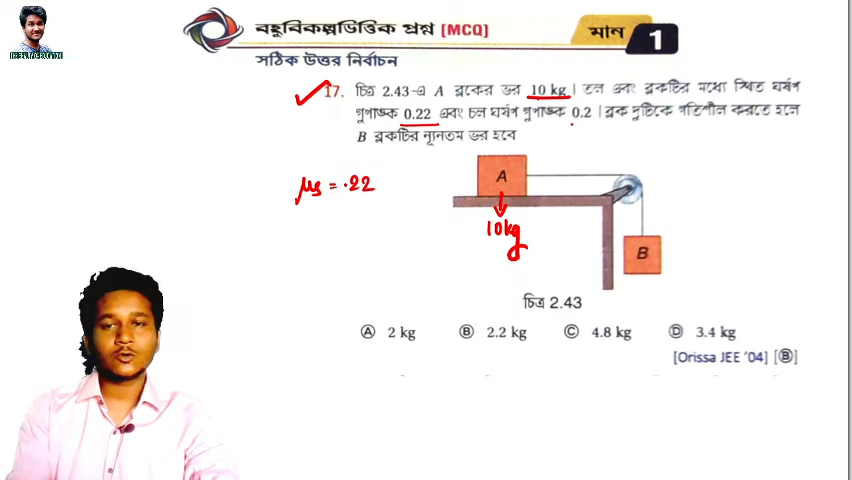 বহুবিকল্পভিত্তিক প্রশ্ন [MCQ]
মান 1
সঠিক উত্তর নির্বাচন
17. চিত্র 2.43-এ A ব্লকের ভর 10 kg। তল এবং ব্লকটির মধ্যে স্থিত ঘর্ষণ
গুণাঙ্ক 0.22 এবং চল ঘর্ষণ গুণাঙ্ক 0.2। ব্লক দুটিকে গতিশীল করতে হলে
B ব্লকটির ন্যূনতম ভর হবে
μs = .22
A
10kg
B
চিত্র 2.43
Ⓐ 2 kg Ⓑ 2.2 kg Ⓒ 4.8 kg Ⓓ 3.4 kg
[Orissa JEE '04] [Ⓑ]